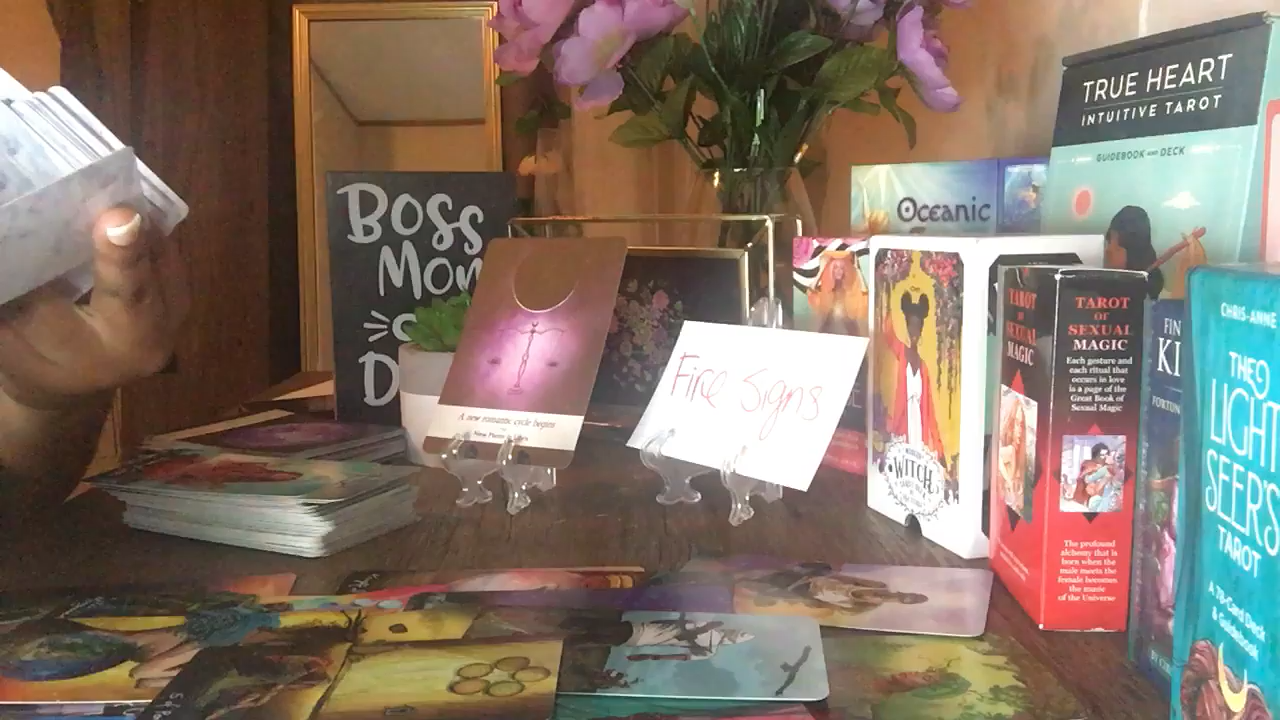 BOSS
MOM
TRUE HEART
INTUITIVE TAROT
GUIDEBOOK AND DECK
Oceanic
A new romantic cycle begins
Fire Signs
WITCH
TAROT
OF
SEXUAL
MAGIC
TAROT
OF
SEXUAL
MAGIC
Each gesture and
each ritual that
occurs in love
is a page of the
Great Book of
Sexual Magic
The profound
alchemy that is
born when the
male meets the
female becomes
the music
of the Universe
FIN
KI
FORTUN
CHRIS-ANNE
THE
LIGHT
SEER'S
TAROT
A 78-Card Deck
& Guidebook